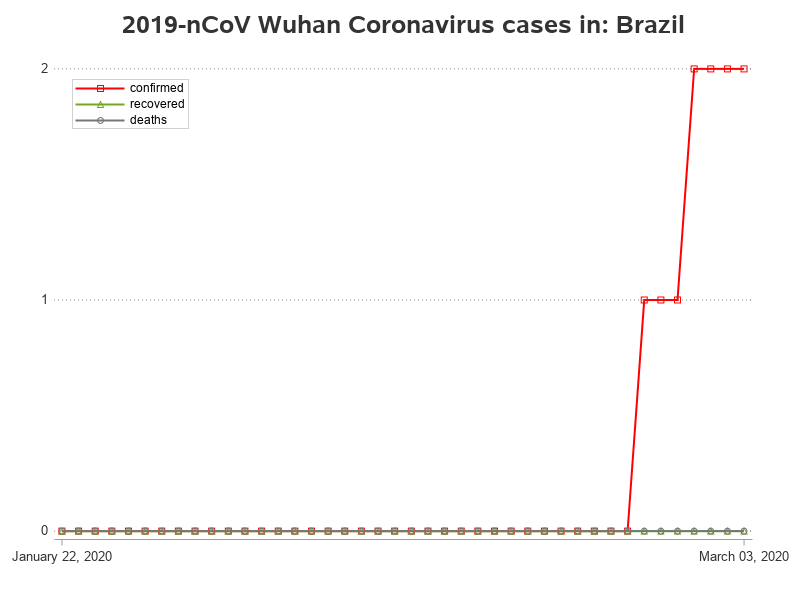 2019-nCoV Wuhan Coronavirus cases in: Brazil
2
confirmed
recovered
deaths
1
0
January 22, 2020
March 03, 2020